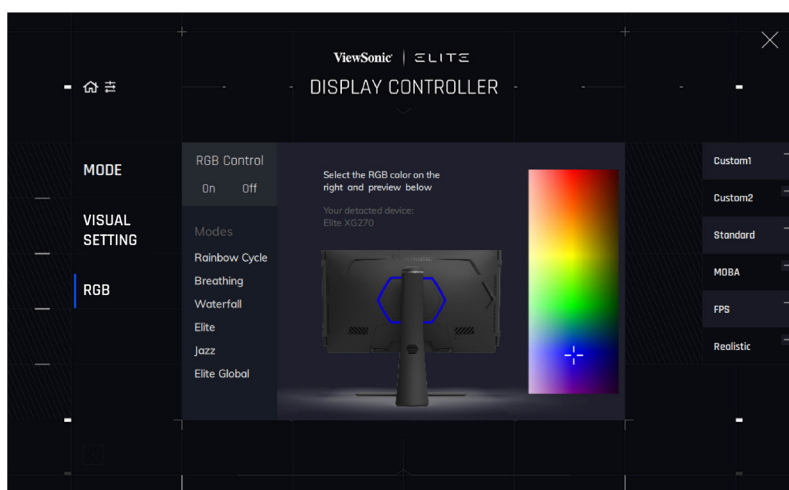 ViewSonic ELITE
DISPLAY CONTROLLER
MODE
VISUAL
SETTING
RGB
RGB Control
On Off
Modes
Rainbow Cycle
Breathing
Waterfall
Elite
Jazz
Elite Global
Select the RGB color on the
right and preview below
Your detacted device:
Elite XG270
Custom1
Custom2
Standard
MOBA
FPS
Realistic